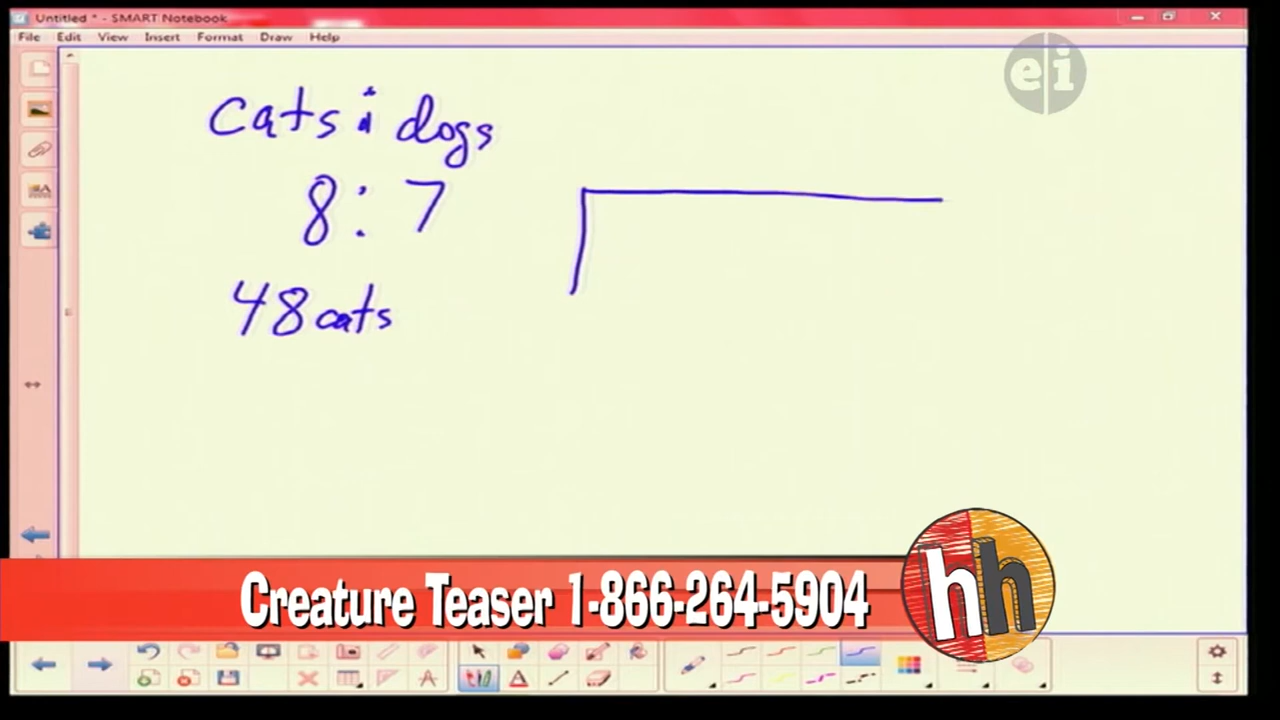 Untitled * - SMART Notebook
File Edit View Insert Format Draw Help
ei
cats : dogs
8 : 7
48 cats
Creature Teaser 1-866-264-5904
hh